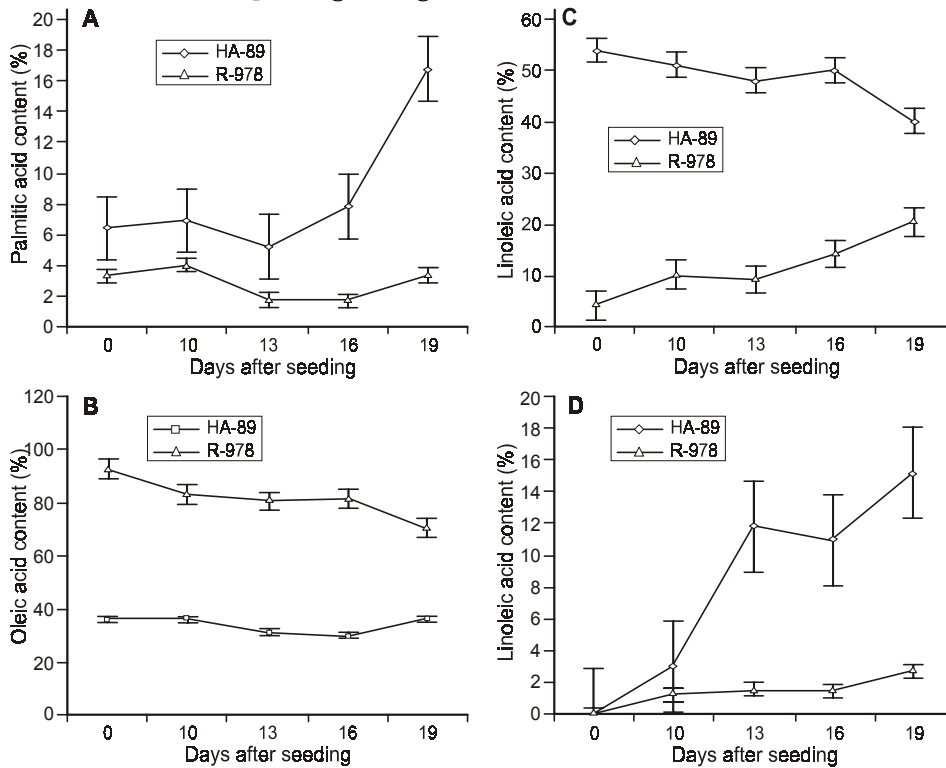 A
Palmitic acid content (%)
20
18
16
14
12
10
8
6
4
2
0
HA-89
R-978
0 10 13 16 19
Days after seeding
C
Linoleic acid content (%)
60
50
40
30
20
10
0
HA-89
R-978
0 10 13 16 19
Days after seeding
B
Oleic acid content (%)
120
100
80
60
40
20
0
HA-89
R-978
0 10 13 16 19
Days after seeding
D
Linoleic acid content (%)
20
18
16
14
12
10
8
6
4
2
0
HA-89
R-978
0 10 13 16 19
Days after seeding